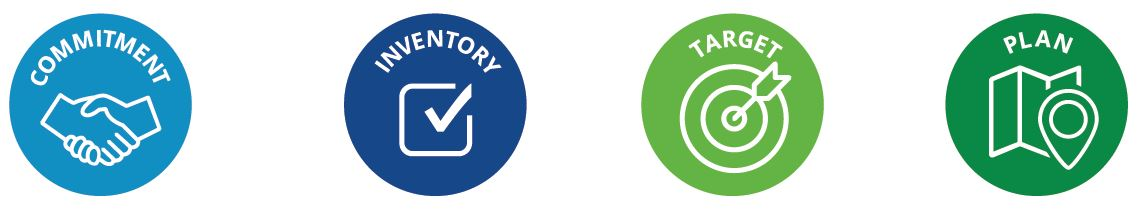 COMMITMENT
INVENTORY
TARGET
PLAN